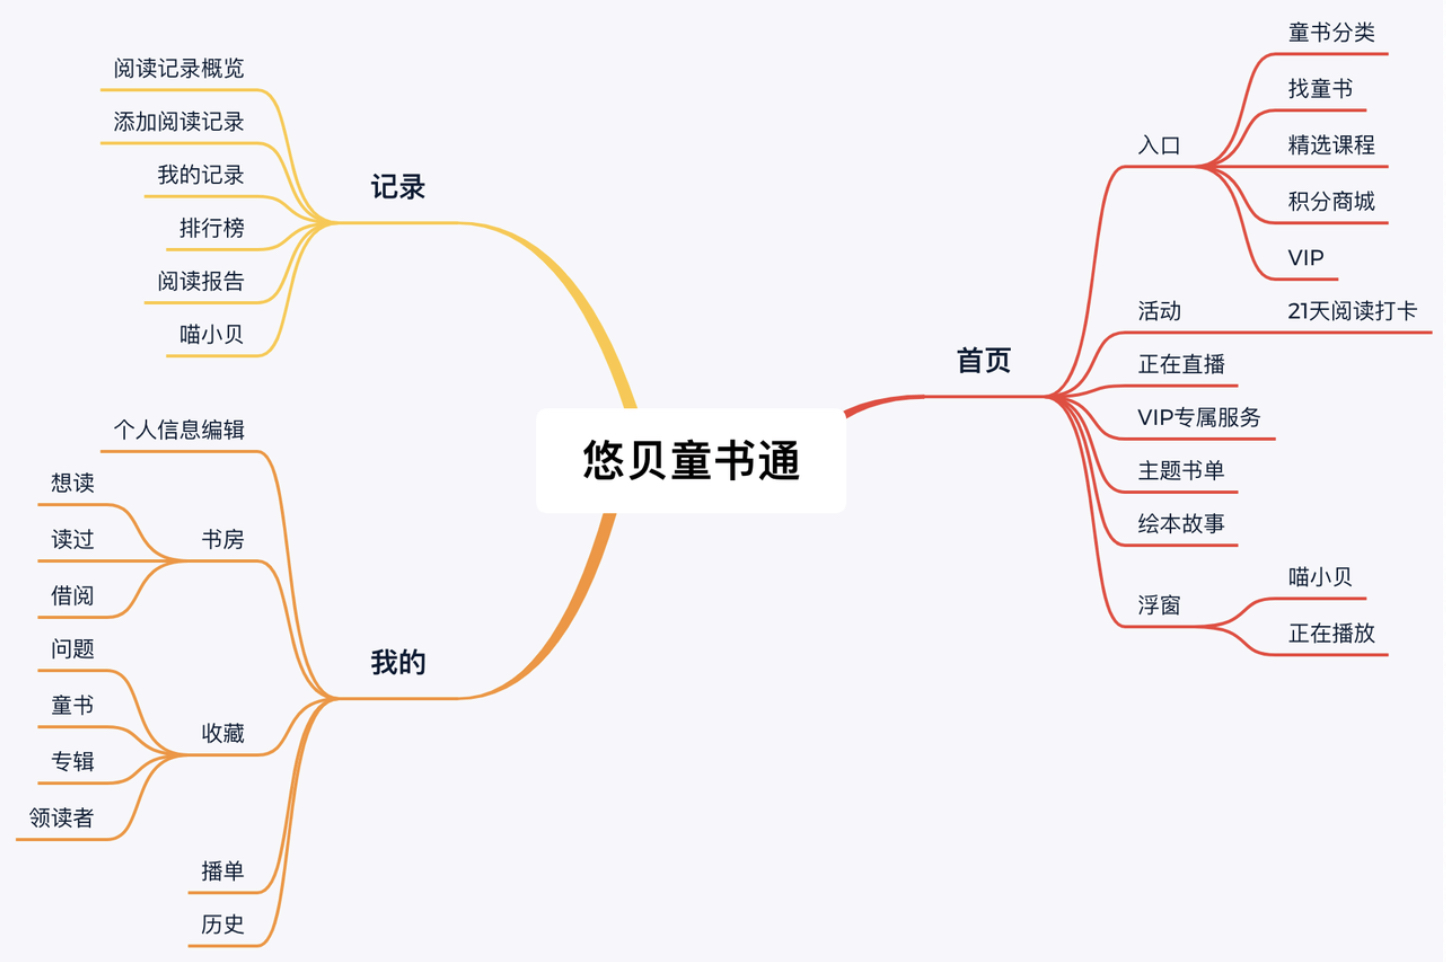 悠贝童书通
首页
入口
童书分类
找童书
精选课程
积分商城
VIP
活动
21天阅读打卡
正在直播
VIP专属服务
主题书单
绘本故事
浮窗
喵小贝
正在播放
记录
阅读记录概览
添加阅读记录
我的记录
排行榜
阅读报告
喵小贝
我的
个人信息编辑
书房
想读
读过
借阅
收藏
问题
童书
专辑
领读者
播单
历史